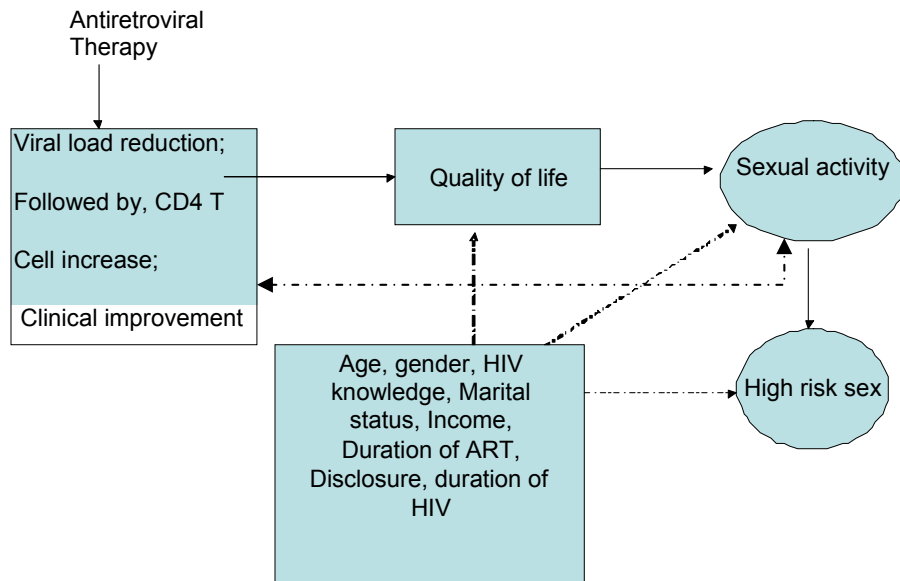 Antiretroviral
Therapy
Viral load reduction;
Followed by, CD4 T
Cell increase;
Clinical improvement
Quality of life
Sexual activity
High risk sex
Age, gender, HIV
knowledge, Marital
status, Income,
Duration of ART,
Disclosure, duration of
HIV